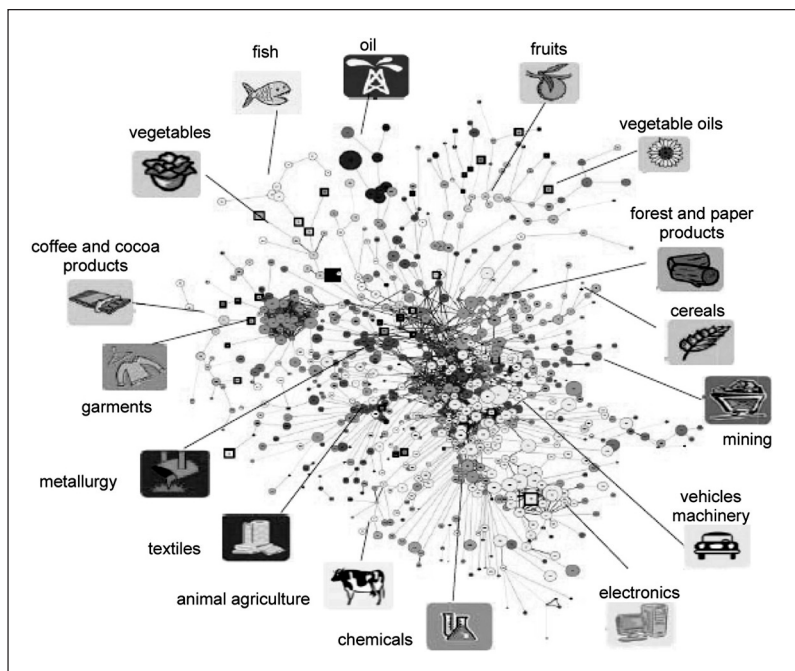 fish
oil
fruits
vegetables
vegetable oils
forest and paper
products
coffee and cocoa
products
cereals
garments
mining
metallurgy
vehicles
machinery
textiles
animal agriculture
electronics
chemicals